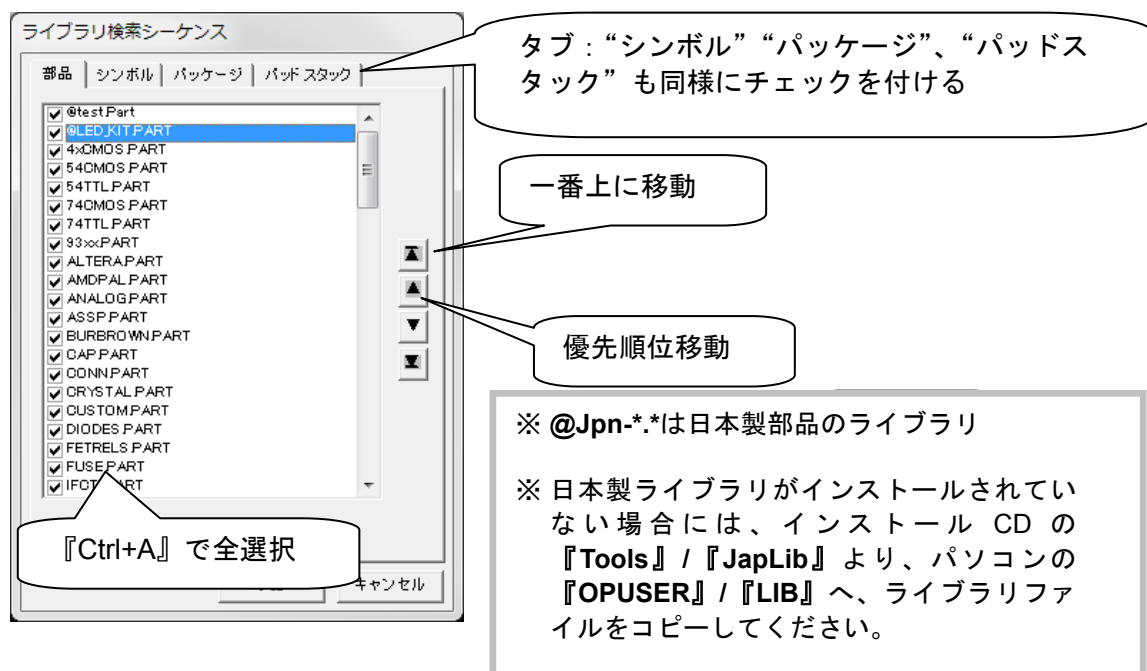 ライブラリ検索シーケンス
部品 シンボル パッケージ パッド スタック
@test.Part
@LED_KIT.PART
4xCMOS.PART
54CMOS.PART
54TTL.PART
74CMOS.PART
74TTL.PART
93xx.PART
ALTERA.PART
AMDPAL.PART
ANALOG.PART
ASSP.PART
BURBROWN.PART
CAP.PART
CONN.PART
CRYSTAL.PART
CUSTOM.PART
DIODES.PART
FETRELS.PART
FUSE.PART
キャンセル
タブ：“シンボル”“パッケージ”、“パッドス
タック”も同様にチェックを付ける
一番上に移動
優先順位移動
『Ctrl+A』で全選択
※ @Jpn-*.*は日本製部品のライブラリ
※ 日本製ライブラリがインストールされてい
ない場合には、インストール CD の
『Tools』/『JapLib』より、パソコンの
『OPUSER』/『LIB』へ、ライブラリファ
イルをコピーしてください。